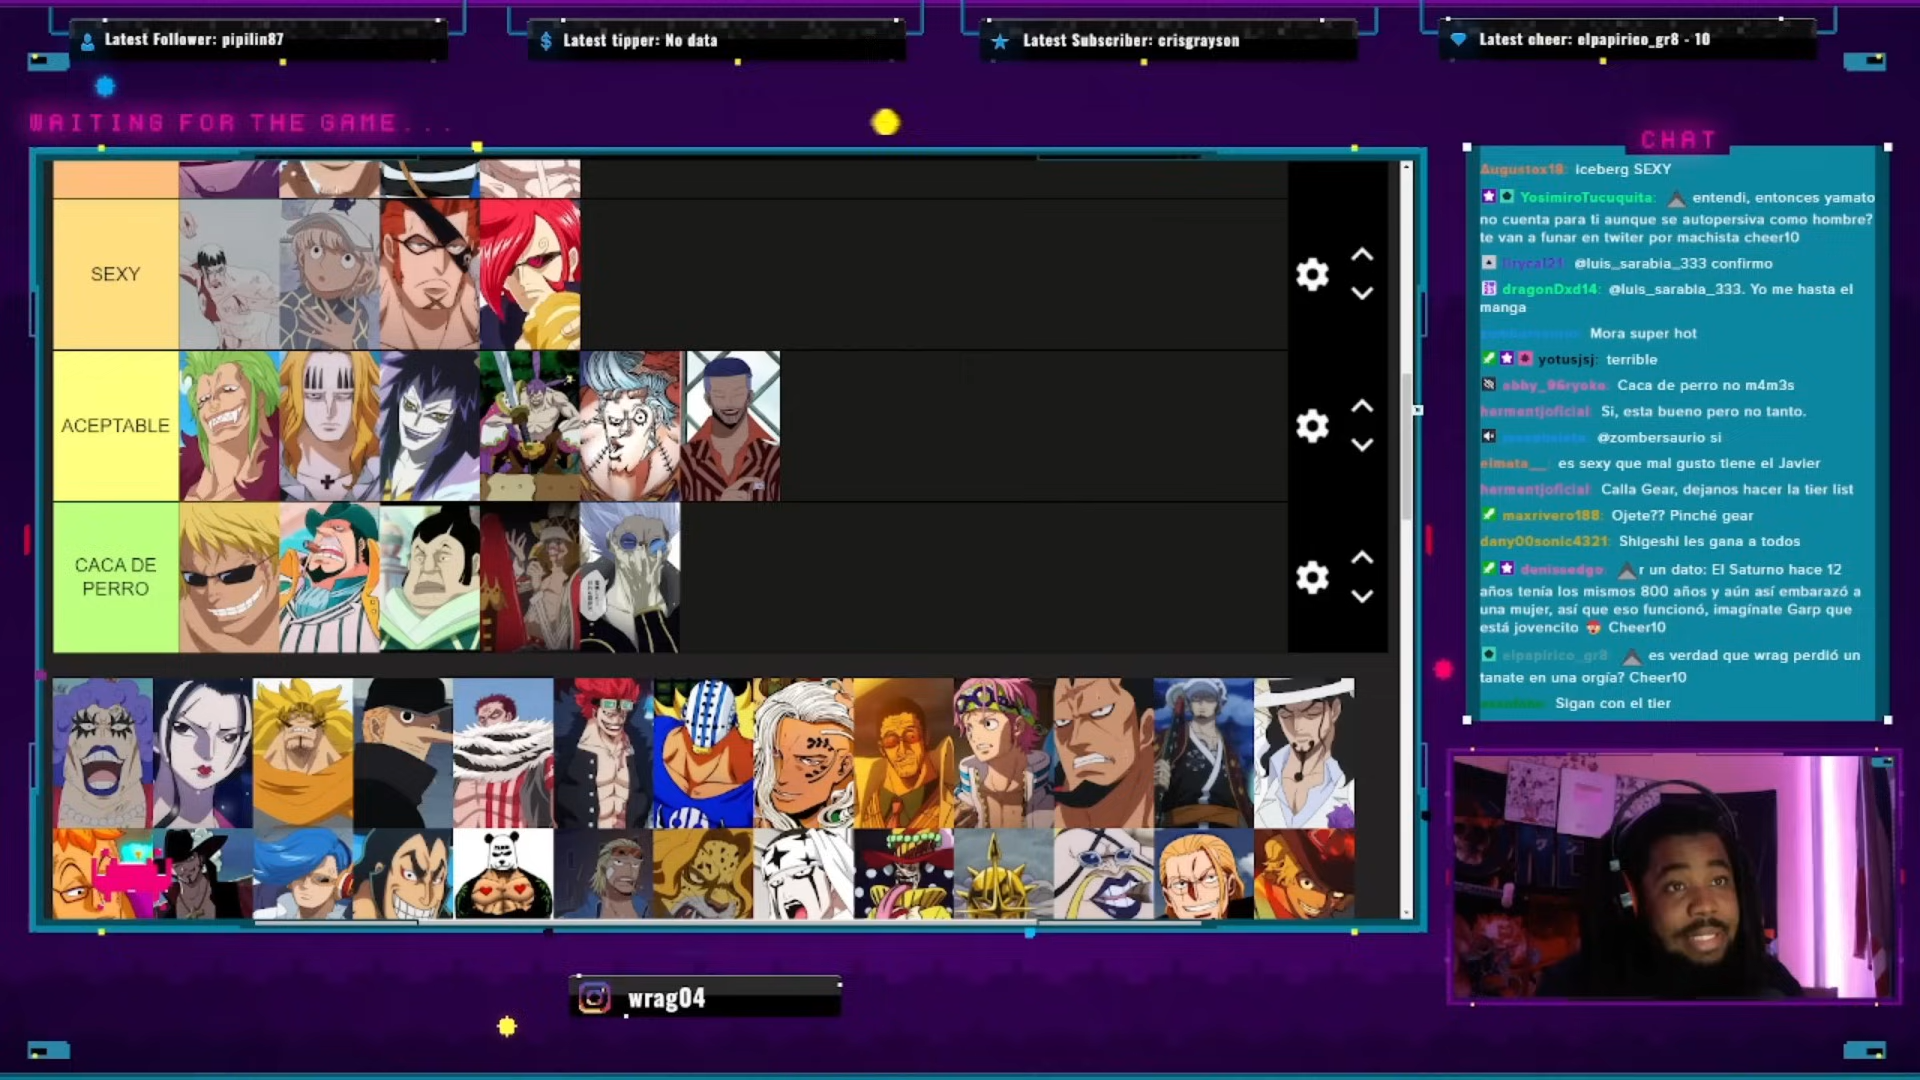 Latest Follower: pipilin87
Latest tipper: No data
Latest Subscriber: crisgrayson
Latest cheer: elpapirico_gr8 - 10
WAITING FOR THE GAME...
SEXY
ACEPTABLE
CACA DE
PERRO
CHAT
Augustox18: Iceberg SEXY
YosimiroTucuquita: entendi, entonces yamato
no cuenta para ti aunque se autopersiva como hombre?
te van a funar en twiter por machista cheer10
@luis_sarabia_333 confirmo
dragonDxd14: @luis_sarabia_333. Yo me hasta el
manga
Mora super hot
yotusjsj: terrible
abby_96ryoko: Caca de perro no m4m3s
hermentjoficial: Si, esta bueno pero no tanto.
@zombersaurio si
elmata__: es sexy que mal gusto tiene el Javier
hermentjoficial: Calla Gear, dejanos hacer la tier list
maxrivero188: Ojete?? Pinché gear
dany00sonic4321: Shigeshi les gana a todos
denissedgo: r un dato: El Saturno hace 12
años tenía los mismos 800 años y aún así embarazó a
una mujer, así que eso funcionó, imagínate Garp que
está jovencito Cheer10
elpapirico_gr8: es verdad que wrag perdió un
tanate en una orgía? Cheer10
Sigan con el tier
wrag04